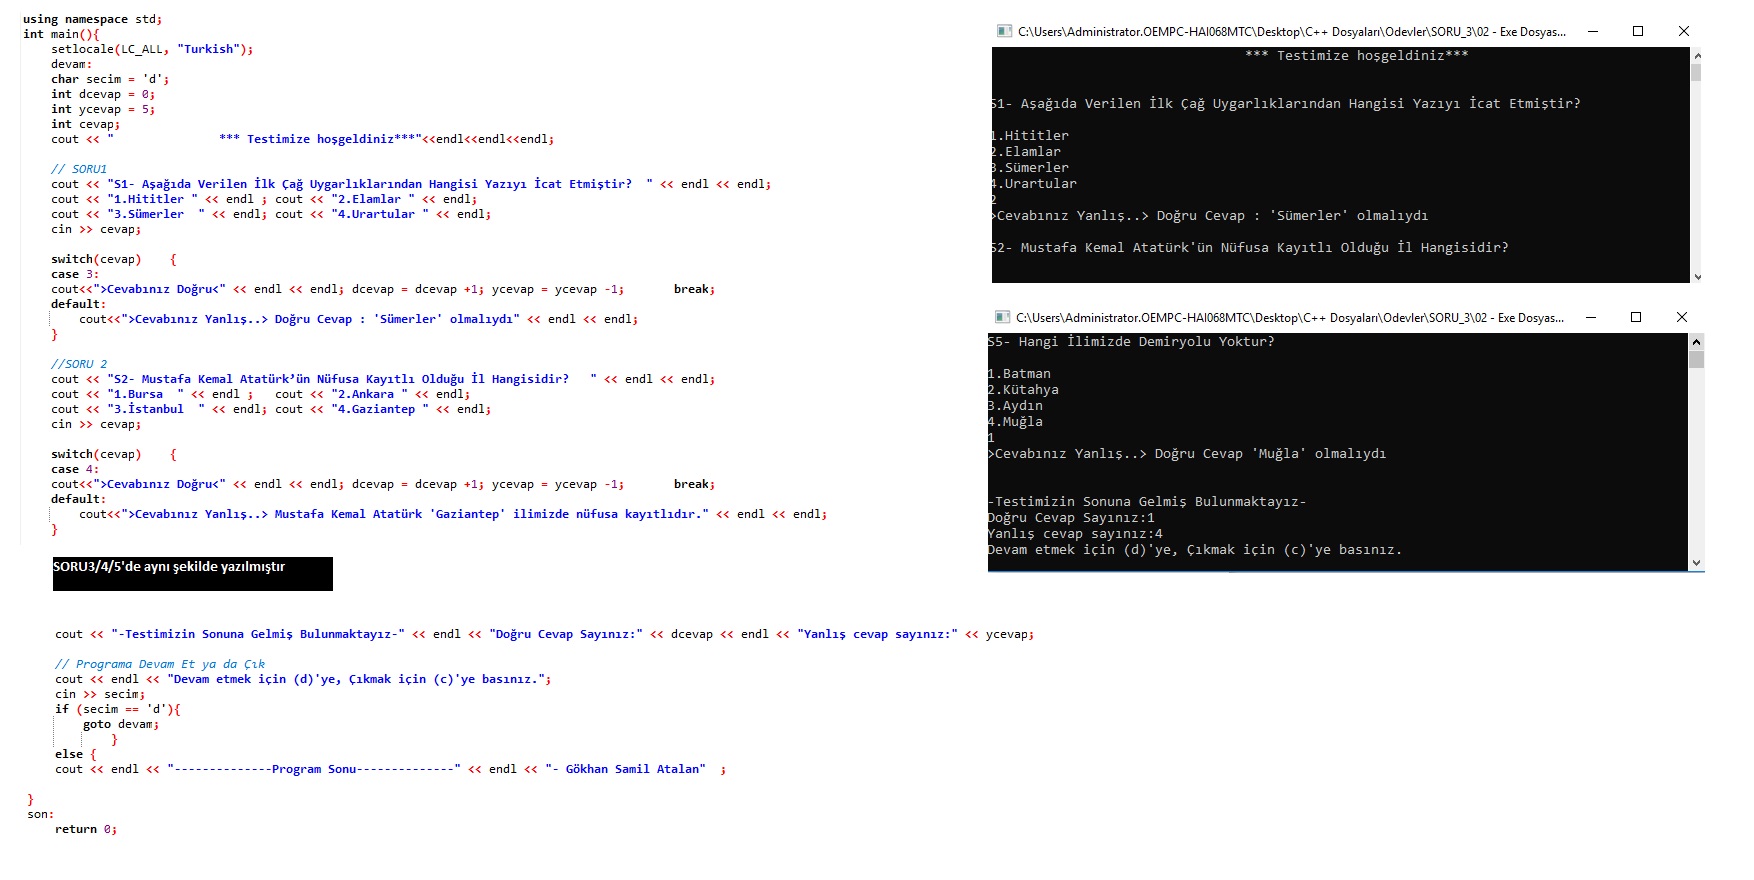 using namespace std;
int main(){
setlocale(LC_ALL, "Turkish");
devam:
char secim = 'd';
int dcevap = 0;
int ycevap = 5;
int cevap;
cout << " *** Testimize hoşgeldiniz***"<<endl<<endl<<endl;
// SORU1
cout << "S1- Aşağıda Verilen İlk Çağ Uygarlıklarından Hangisi Yazıyı İcat Etmiştir? " << endl << endl;
cout << "1.Hititler " << endl ; cout << "2.Elamlar " << endl;
cout << "3.Sümerler " << endl; cout << "4.Urartular " << endl;
cin >> cevap;
switch(cevap) {
case 3:
cout<<">Cevabınız Doğru<" << endl << endl; dcevap = dcevap +1; ycevap = ycevap -1; break;
default:
cout<<">Cevabınız Yanlış..> Doğru Cevap : 'Sümerler' olmalıydı" << endl << endl;
}
//SORU 2
cout << "S2- Mustafa Kemal Atatürk’ün Nüfusa Kayıtlı Olduğu İl Hangisidir? " << endl << endl;
cout << "1.Bursa " << endl ; cout << "2.Ankara " << endl;
cout << "3.İstanbul " << endl; cout << "4.Gaziantep " << endl;
cin >> cevap;
switch(cevap) {
case 4:
cout<<">Cevabınız Doğru<" << endl << endl; dcevap = dcevap +1; ycevap = ycevap -1; break;
default:
cout<<">Cevabınız Yanlış..> Mustafa Kemal Atatürk 'Gaziantep' ilimizde nüfusa kayıtlıdır." << endl << endl;
}
SORU3/4/5'de aynı şekilde yazılmıştır
cout << "-Testimizin Sonuna Gelmiş Bulunmaktayız-" << endl << "Doğru Cevap Sayınız:" << dcevap << endl << "Yanlış cevap sayınız:" << ycevap;
// Programa Devam Et ya da Çık
cout << endl << "Devam etmek için (d)'ye, Çıkmak için (c)'ye basınız.";
cin >> secim;
if (secim == 'd'){
goto devam;
}
else {
cout << endl << "--------------Program Sonu--------------" << endl << "- Gökhan Samil Atalan" ;
}
son:
return 0;
C:\Users\Administrator.OEMPC-HAI068MTC\Desktop\C++ Dosyaları\Odevler\SORU_3\02 - Exe Dosyas...
*** Testimize hoşgeldiniz***
S1- Aşağıda Verilen İlk Çağ Uygarlıklarından Hangisi Yazıyı İcat Etmiştir?
1.Hititler
2.Elamlar
3.Sümerler
4.Urartular
2
>Cevabınız Yanlış..> Doğru Cevap : 'Sümerler' olmalıydı
S2- Mustafa Kemal Atatürk'ün Nüfusa Kayıtlı Olduğu İl Hangisidir?
C:\Users\Administrator.OEMPC-HAI068MTC\Desktop\C++ Dosyaları\Odevler\SORU_3\02 - Exe Dosyas...
S5- Hangi İlimizde Demiryolu Yoktur?
1.Batman
2.Kütahya
3.Aydın
4.Muğla
1
>Cevabınız Yanlış..> Doğru Cevap 'Muğla' olmalıydı
-Testimizin Sonuna Gelmiş Bulunmaktayız-
Doğru Cevap Sayınız:1
Yanlış cevap sayınız:4
Devam etmek için (d)'ye, Çıkmak için (c)'ye basınız.